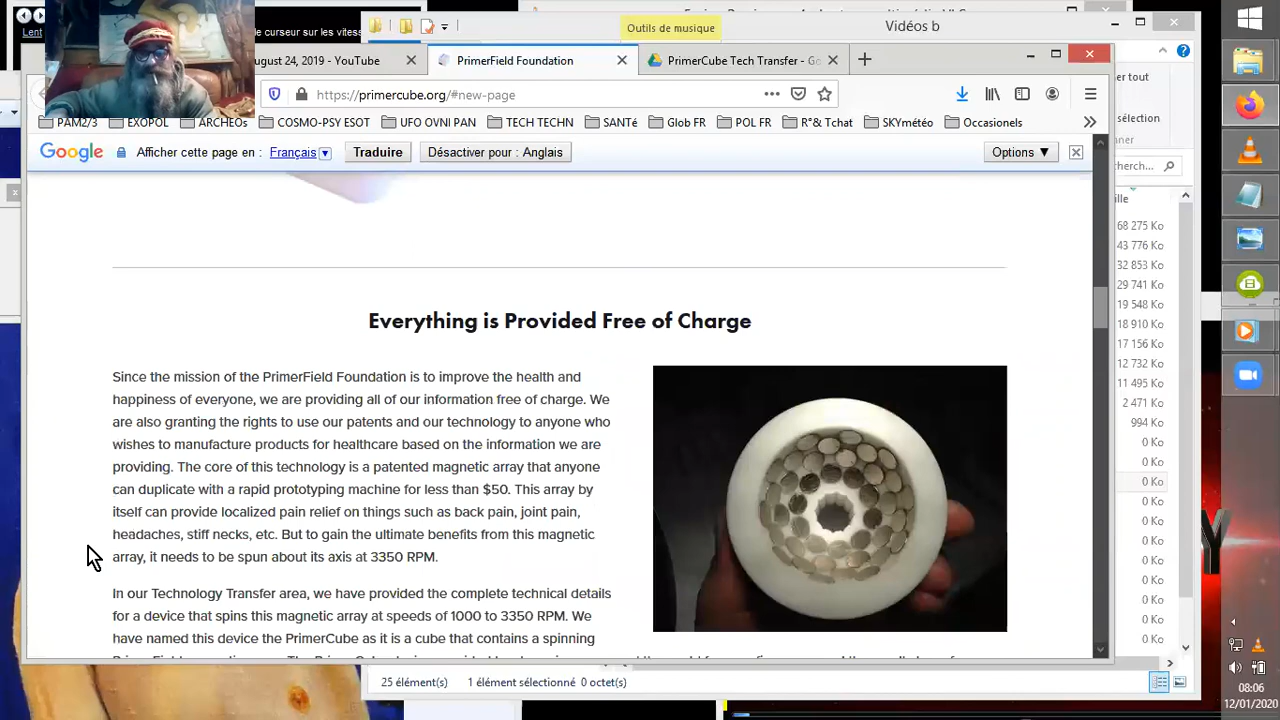 Lent
le curseur sur les vitess
Outils de musique
Vidéos b
ugust 24, 2019 - YouTube
PrimerField Foundation
PrimerCube Tech Transfer - Go
https://primercube.org/#new-page
PAM2/3
EXOPOL
ARCHÉOs
COSMO-PSY ESOT
UFO OVNI PAN
TECH TECHN
SANTé
Glob FR
POL FR
R°& Tchat
SKYmétéo
Occasionels
Google
Afficher cette page en :
Français
Traduire
Désactiver pour : Anglais
Options ▼
Everything is Provided Free of Charge
Since the mission of the PrimerField Foundation is to improve the health and
happiness of everyone, we are providing all of our information free of charge. We
are also granting the rights to use our patents and our technology to anyone who
wishes to manufacture products for healthcare based on the information we are
providing. The core of this technology is a patented magnetic array that anyone
can duplicate with a rapid prototyping machine for less than $50. This array by
itself can provide localized pain relief on things such as back pain, joint pain,
headaches, stiff necks, etc. But to gain the ultimate benefits from this magnetic
array, it needs to be spun about its axis at 3350 RPM.
In our Technology Transfer area, we have provided the complete technical details
for a device that spins this magnetic array at speeds of 1000 to 3350 RPM. We
have named this device the PrimerCube as it is a cube that contains a spinning
tout
élection
cherch...
ille
68 275 Ko
43 776 Ko
32 853 Ko
29 741 Ko
19 548 Ko
18 910 Ko
17 156 Ko
12 732 Ko
11 495 Ko
2 471 Ko
994 Ko
0 Ko
0 Ko
0 Ko
0 Ko
0 Ko
0 Ko
0 Ko
0 Ko
0 Ko
0 Ko
25 élément(s)
1 élément sélectionné 0 octet(s)
08:06
12/01/2020